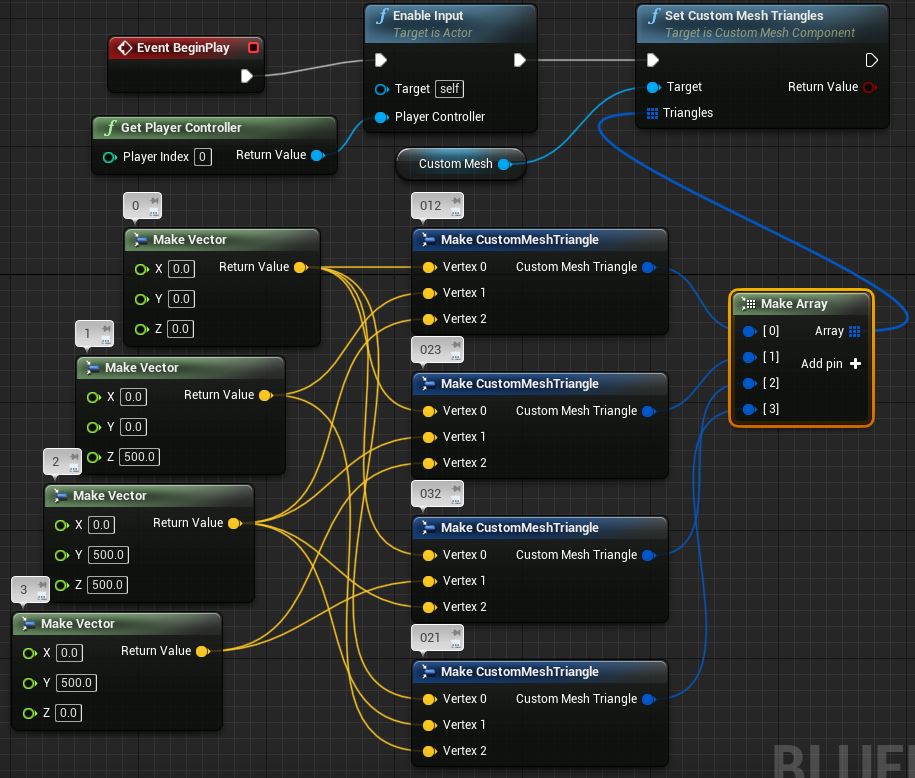 Event BeginPlay
Enable Input
Target is Actor
Target self
Player Controller
Set Custom Mesh Triangles
Target is Custom Mesh Component
Target Return Value
Triangles
Get Player Controller
Player Index 0 Return Value
Custom Mesh
0
Make Vector
X 0.0 Return Value
Y 0.0
Z 0.0
1
Make Vector
X 0.0 Return Value
Y 0.0
Z 500.0
2
Make Vector
X 0.0 Return Value
Y 500.0
Z 500.0
3
Make Vector
X 0.0 Return Value
Y 500.0
Z 0.0
012
Make CustomMeshTriangle
Vertex 0 Custom Mesh Triangle
Vertex 1
Vertex 2
023
Make CustomMeshTriangle
Vertex 0 Custom Mesh Triangle
Vertex 1
Vertex 2
032
Make CustomMeshTriangle
Vertex 0 Custom Mesh Triangle
Vertex 1
Vertex 2
021
Make CustomMeshTriangle
Vertex 0 Custom Mesh Triangle
Vertex 1
Vertex 2
Make Array
[0] Array
[1] Add pin +
[2]
[3]